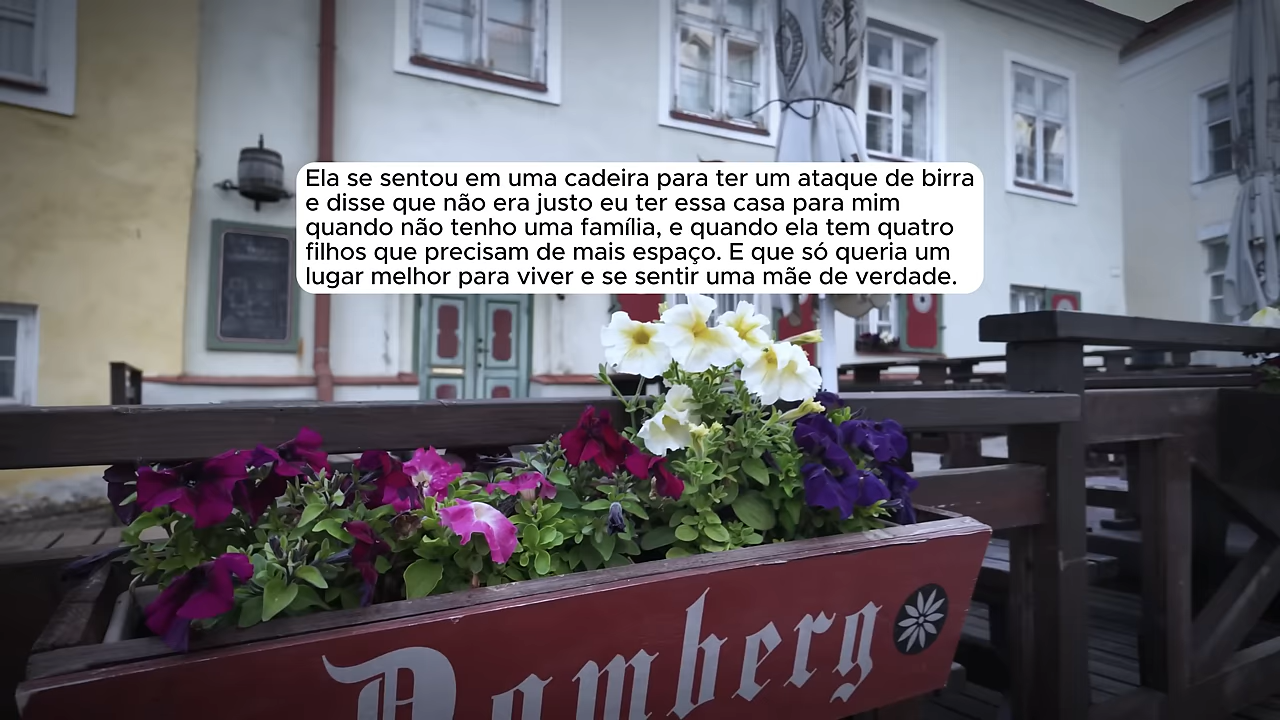 Ela se sentou em uma cadeira para ter um ataque de birra
e disse que não era justo eu ter essa casa para mim
quando não tenho uma família, e quando ela tem quatro
filhos que precisam de mais espaço. E que só queria um
lugar melhor para viver e se sentir uma mãe de verdade.
Domberg